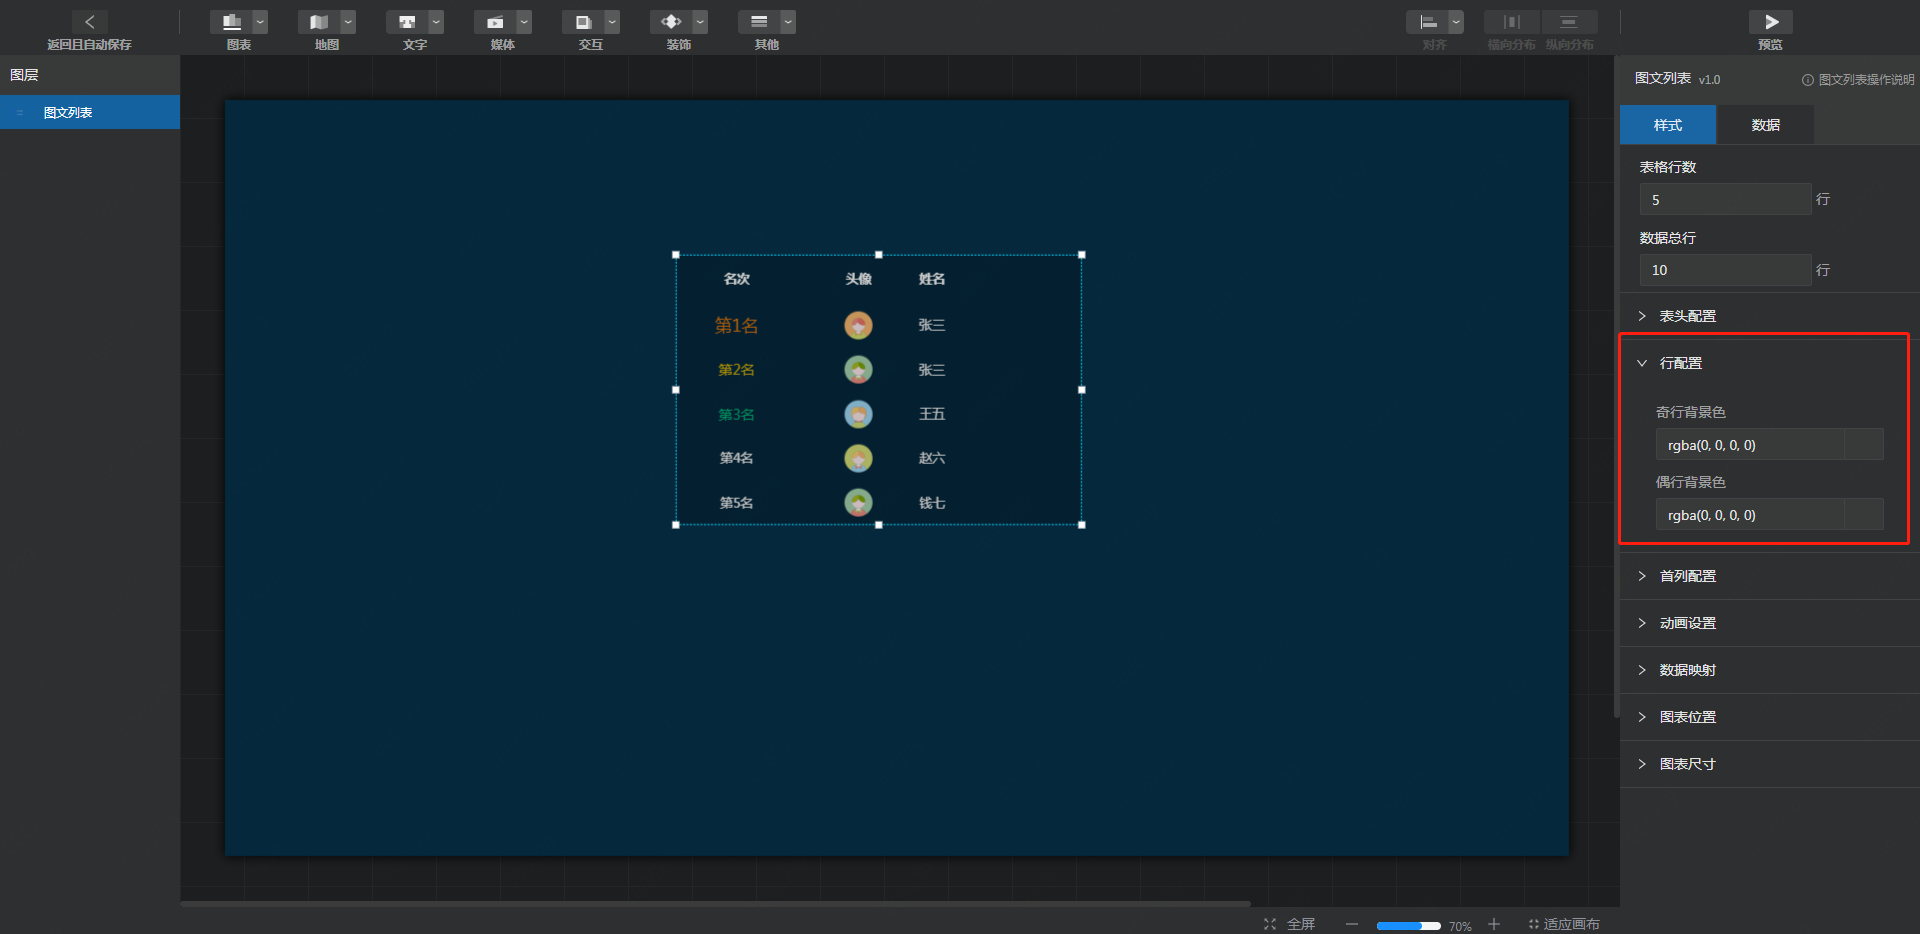 返回且自动保存
图表
地图
文字
媒体
交互
装饰
其他
对齐
横向分布
纵向分布
预览
图层
图文列表
名次 头像 姓名
第1名 张三
第2名 张三
第3名 王五
第4名 赵六
第5名 钱七
图文列表 v1.0
图文列表操作说明
样式
数据
表格行数
5 行
数据总行
10 行
表头配置
行配置
奇行背景色
rgba(0, 0, 0, 0)
偶行背景色
rgba(0, 0, 0, 0)
首列配置
动画设置
数据映射
图表位置
图表尺寸
全屏
70%
适应画布